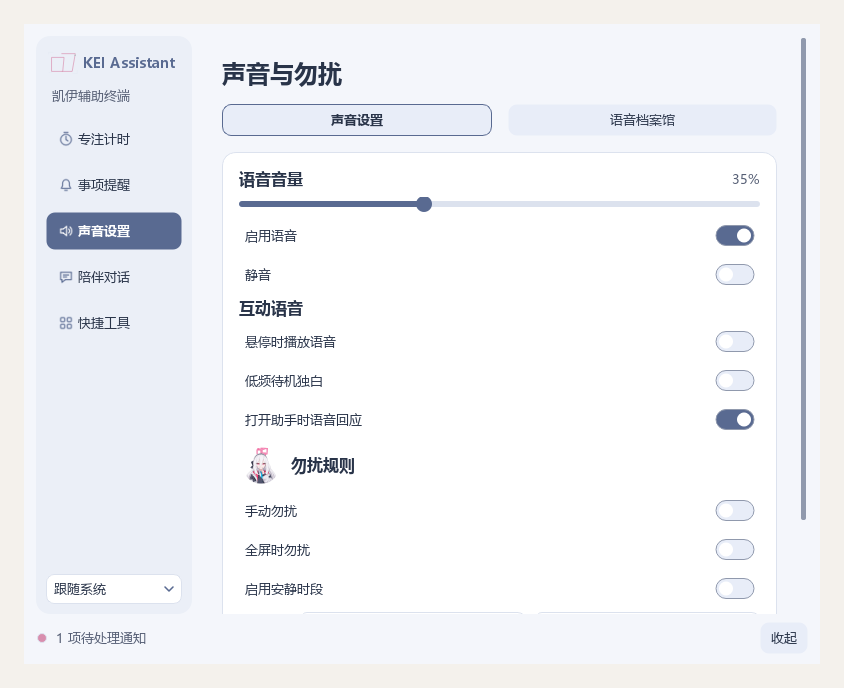 KEI Assistant
凯伊辅助终端
专注计时
事项提醒
声音设置
陪伴对话
快捷工具
跟随系统
声音与勿扰
声音设置
语音档案馆
语音音量
35%
启用语音
静音
互动语音
悬停时播放语音
低频待机独白
打开助手时语音回应
勿扰规则
手动勿扰
全屏时勿扰
启用安静时段
1 项待处理通知
收起